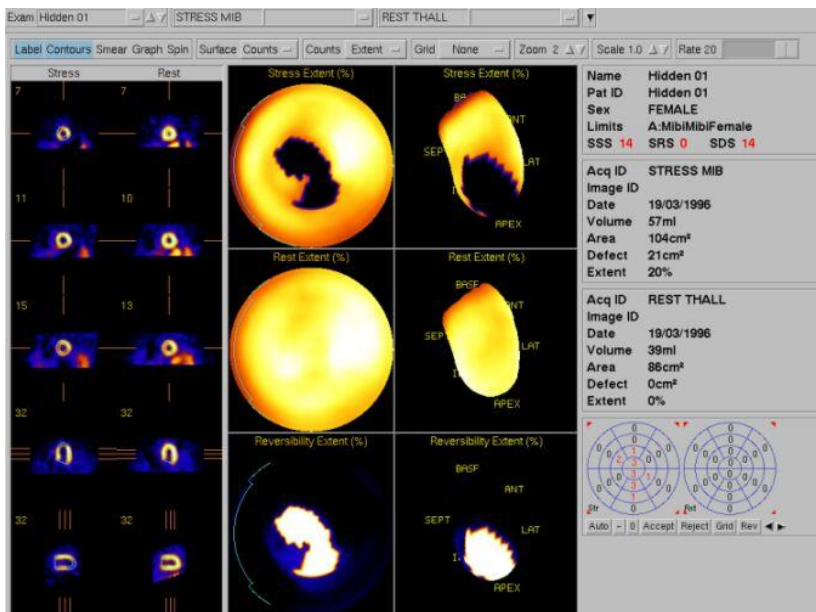 Exam Hidden 01 STRESS MIB REST THALL
Label Contours Smear Graph Spin Surface Counts Counts Extent Grid None Zoom 2 Scale 1.0 Rate 20
Stress Rest
7 7
11 10
15 13
32 32
32 32
Stress Extent (%) Stress Extent (%)
ANT
SEP
LAT
APEX
Rest Extent (%) Rest Extent (%)
BASE
ANT
SEP
LAT
APEX
Reversibility Extent (%) Reversibility Extent (%)
BASE
ANT
SEPT
LAT
APEX
Name Hidden 01
Pat ID Hidden 01
Sex FEMALE
Limits A:MibiMibiFemale
SSS 14 SRS 0 SDS 14
Acq ID STRESS MIB
Image ID
Date 19/03/1996
Volume 57ml
Area 104cm²
Defect 21cm²
Extent 20%
Acq ID REST THALL
Image ID
Date 19/03/1996
Volume 39ml
Area 86cm²
Defect 0cm²
Extent 0%
Str Rst
Auto - 0 Accept Reject Grid Rev